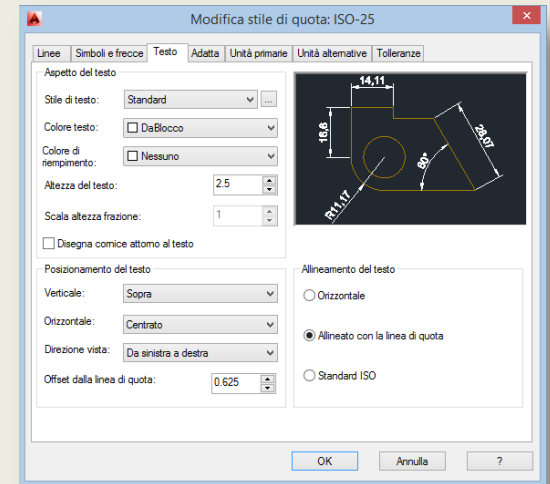 Modifica stile di quota: ISO-25
Linee Simboli e frecce Testo Adatta Unità primarie Unità alternative Tolleranze
Aspetto del testo
Stile di testo: Standard ...
Colore testo: DaBlocco
Colore di riempimento: Nessuno
Altezza del testo: 2.5
Scala altezza frazione: 1
Disegna cornice attorno al testo
14,11
16,6
28,07
60°
R11,17
Posizionamento del testo
Verticale: Sopra
Orizzontale: Centrato
Direzione vista: Da sinistra a destra
Offset dalla linea di quota: 0.625
Allineamento del testo
Orizzontale
Allineato con la linea di quota
Standard ISO
OK Annulla ?